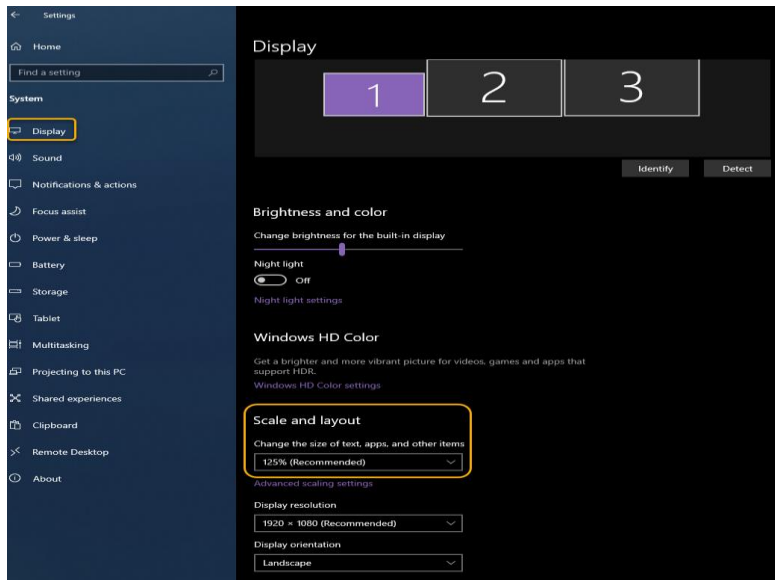 Settings
Home
Find a setting
System
Display
Sound
Notifications & actions
Focus assist
Power & sleep
Battery
Storage
Tablet
Multitasking
Projecting to this PC
Shared experiences
Clipboard
Remote Desktop
About
Display
1 2 3
Identify Detect
Brightness and color
Change brightness for the built-in display
Night light
Off
Night light settings
Windows HD Color
Get a brighter and more vibrant picture for videos, games and apps that
support HDR.
Windows HD Color settings
Scale and layout
Change the size of text, apps, and other items
125% (Recommended)
Advanced scaling settings
Display resolution
1920 × 1080 (Recommended)
Display orientation
Landscape